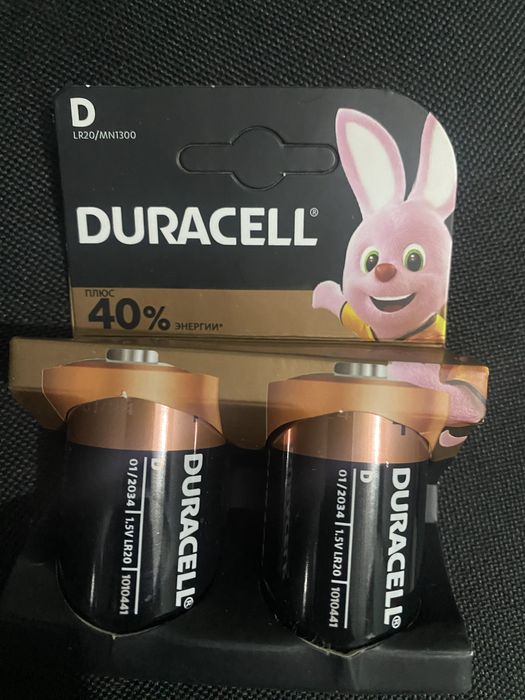 D
LR20/MN1300
DURACELL®
ПЛЮС
40% ЭНЕРГИИ*
DURACELL®
D
01/2034 | 1.5V LR20 | 1010441
DURACELL®
D
01/2034 | 1.5V LR20 | 1010441